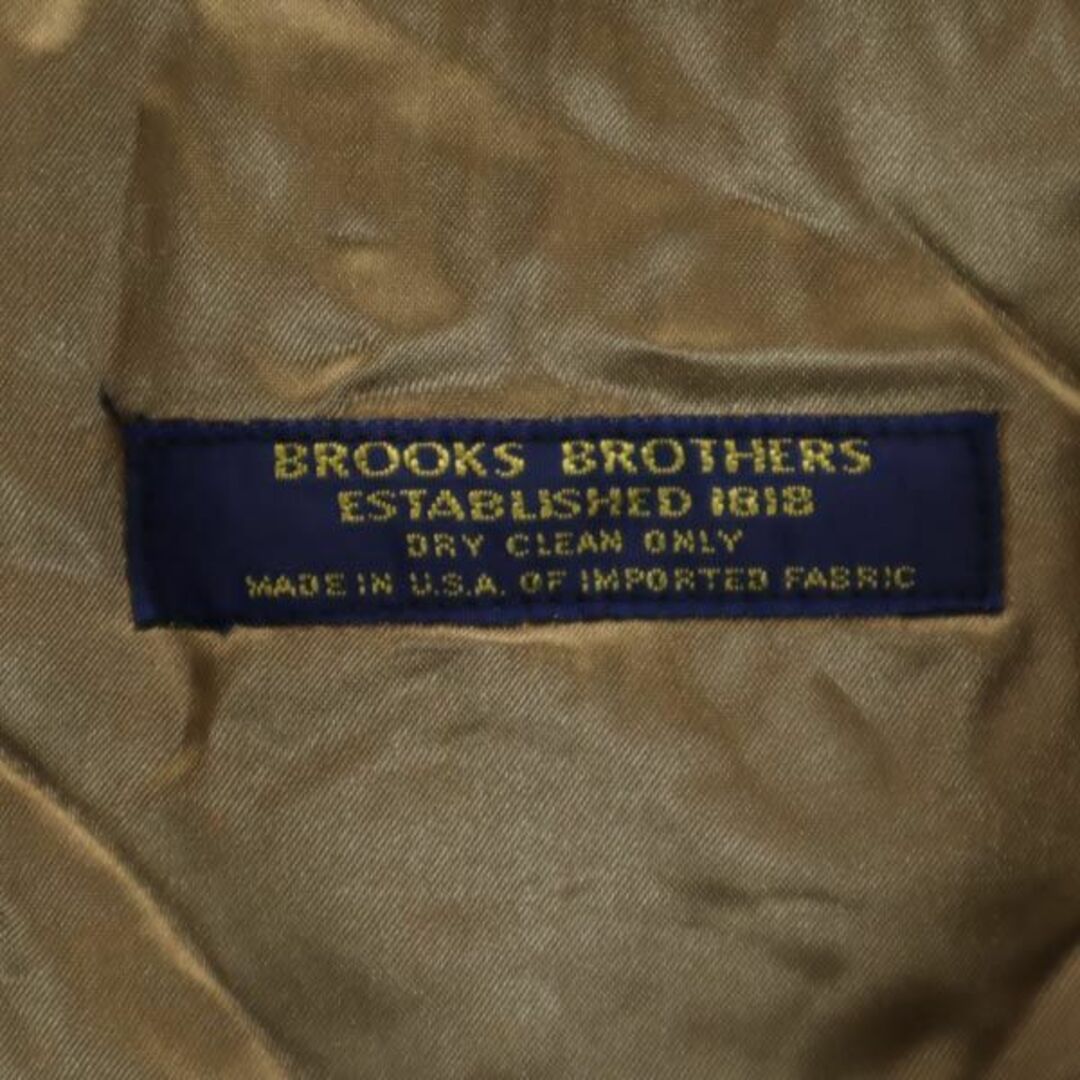 BROOKS BROTHERS
ESTABLISHED 1818
DRY CLEAN ONLY
MADE IN U.S.A. OF IMPORTED FABRIC